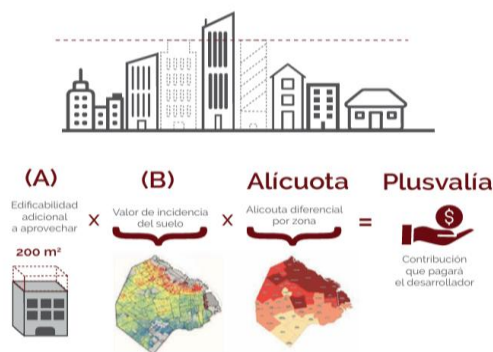 (A)
Edificabilidad
adicional
a aprovechar
200 m²
x
(B)
Valor de incidencia
del suelo
x
Alícuota
Alícouta diferencial
por zona
=
Plusvalía
$
Contribución
que pagará
el desarrollador